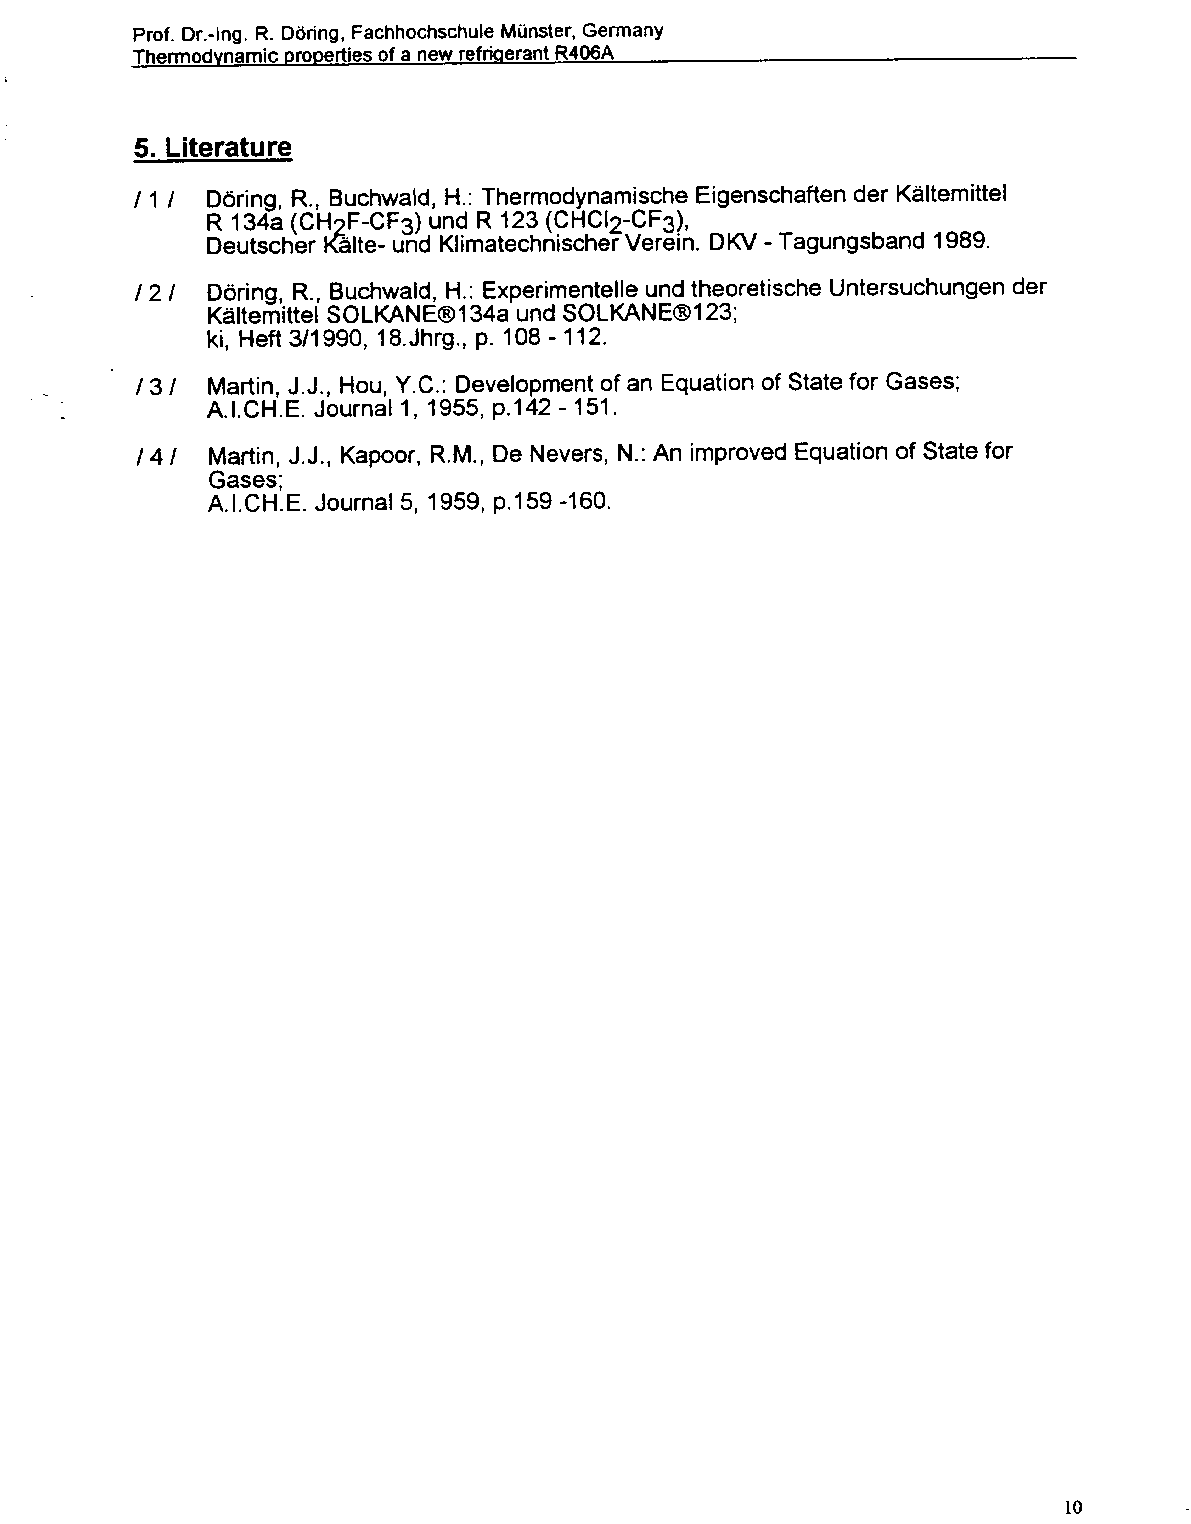 Prof. Dr.-Ing. R. Döring, Fachhochschule Münster, Germany
Thermodynamic properties of a new refrigerant R406A
5. Literature
/ 1 / Döring, R., Buchwald, H.: Thermodynamische Eigenschaften der Kältemittel
R 134a (CH2F-CF3) und R 123 (CHCl2-CF3),
Deutscher Kälte- und Klimatechnischer Verein. DKV - Tagungsband 1989.
/ 2 / Döring, R., Buchwald, H.: Experimentelle und theoretische Untersuchungen der
Kältemittel SOLKANE®134a und SOLKANE®123;
ki, Heft 3/1990, 18.Jhrg., p. 108 - 112.
/ 3 / Martin, J.J., Hou, Y.C.: Development of an Equation of State for Gases;
A.I.CH.E. Journal 1, 1955, p.142 - 151.
/ 4 / Martin, J.J., Kapoor, R.M., De Nevers, N.: An improved Equation of State for
Gases;
A.I.CH.E. Journal 5, 1959, p.159 -160.
10